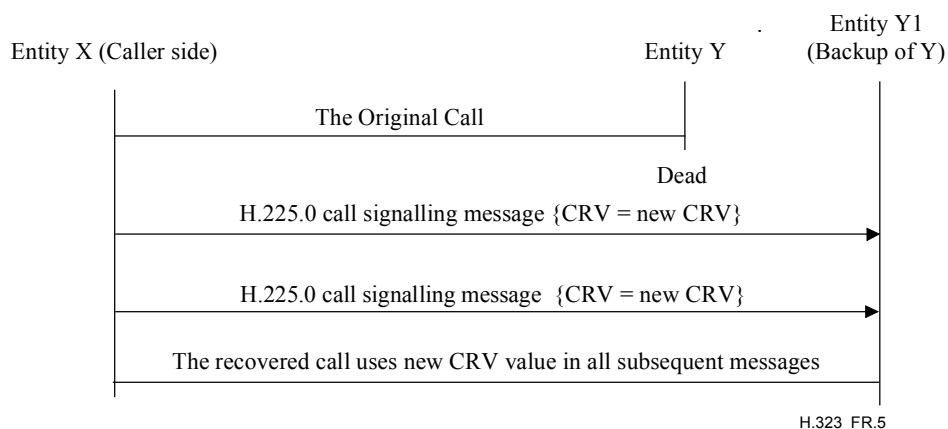 Entity Y1
Entity X (Caller side) Entity Y (Backup of Y)
The Original Call
Dead
H.225.0 call signalling message {CRV = new CRV}
H.225.0 call signalling message {CRV = new CRV}
The recovered call uses new CRV value in all subsequent messages
H.323_FR.5